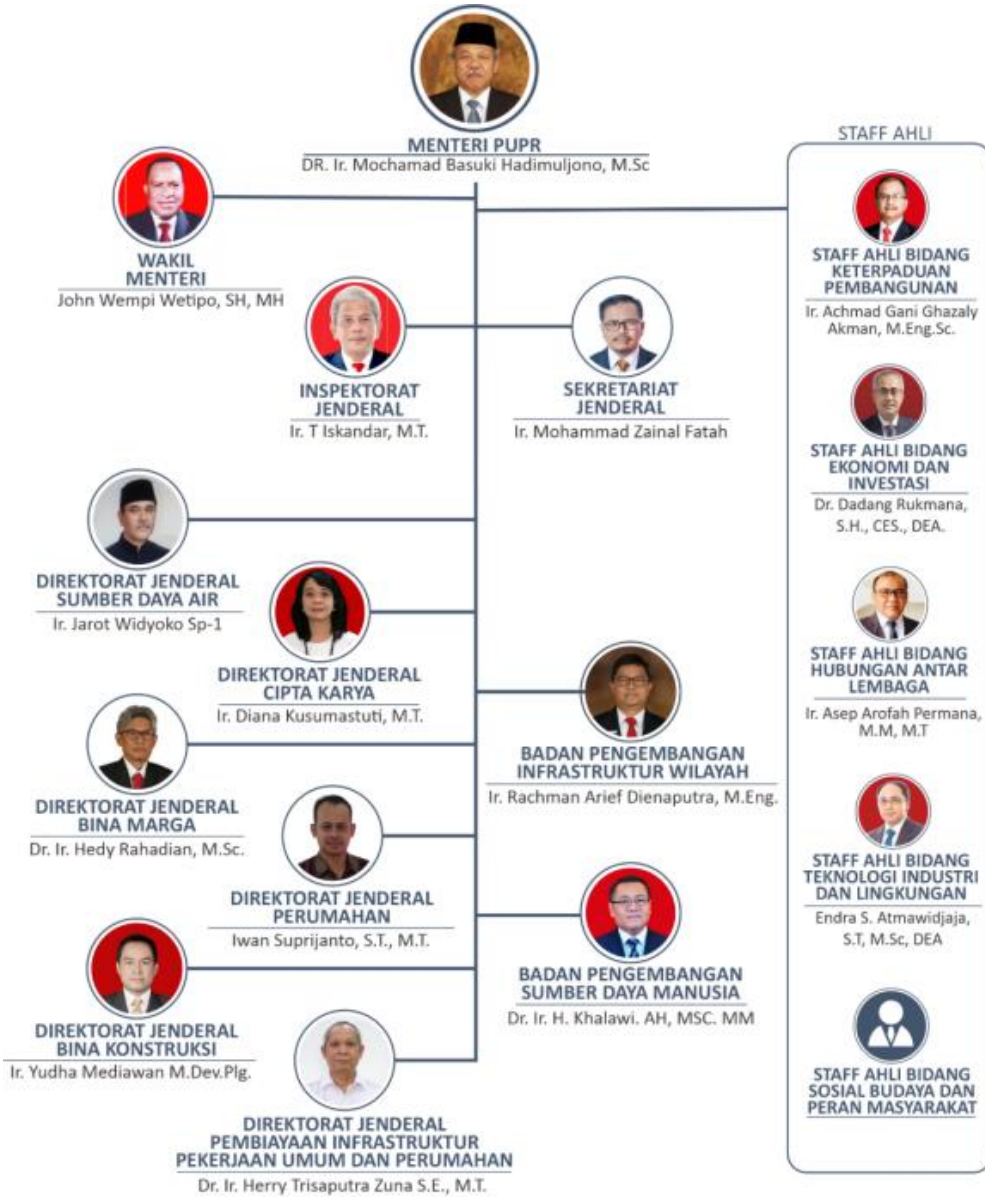 MENTERI PUPR
DR. Ir. Mochamad Basuki Hadimuljono, M.Sc
WAKIL
MENTERI
John Wempi Wetipo, SH, MH
INSPEKTORAT
JENDERAL
Ir. T Iskandar, M.T.
SEKRETARIAT
JENDERAL
Ir. Mohammad Zainal Fatah
DIREKTORAT JENDERAL
SUMBER DAYA AIR
Ir. Jarot Widyoko Sp-1
DIREKTORAT JENDERAL
CIPTA KARYA
Ir. Diana Kusumastuti, M.T.
BADAN PENGEMBANGAN
INFRASTRUKTUR WILAYAH
Ir. Rachman Arief Dienaputra, M.Eng.
DIREKTORAT JENDERAL
BINA MARGA
Dr. Ir. Hedy Rahadian, M.Sc.
DIREKTORAT JENDERAL
PERUMAHAN
Iwan Suprijanto, S.T., M.T.
BADAN PENGEMBANGAN
SUMBER DAYA MANUSIA
Dr. Ir. H. Khalawi. AH, MSC. MM
DIREKTORAT JENDERAL
BINA KONSTRUKSI
Ir. Yudha Mediawan M.Dev.Plg.
DIREKTORAT JENDERAL
PEMBIAYAAN INFRASTRUKTUR
PEKERJAAN UMUM DAN PERUMAHAN
Dr. Ir. Herry Trisaputra Zuna S.E., M.T.
STAFF AHLI
STAFF AHLI BIDANG
KETERPADUAN
PEMBANGUNAN
Ir. Achmad Gani Ghazaly
Akman, M.Eng.Sc.
STAFF AHLI BIDANG
EKONOMI DAN
INVESTASI
Dr. Dadang Rukmana,
S.H., CES., DEA.
STAFF AHLI BIDANG
HUBUNGAN ANTAR
LEMBAGA
Ir. Asep Arofah Permana,
M.M, M.T
STAFF AHLI BIDANG
TEKNOLOGI INDUSTRI
DAN LINGKUNGAN
Endra S. Atmawidjaja,
S.T, M.Sc, DEA
STAFF AHLI BIDANG
SOSIAL BUDAYA DAN
PERAN MASYARAKAT